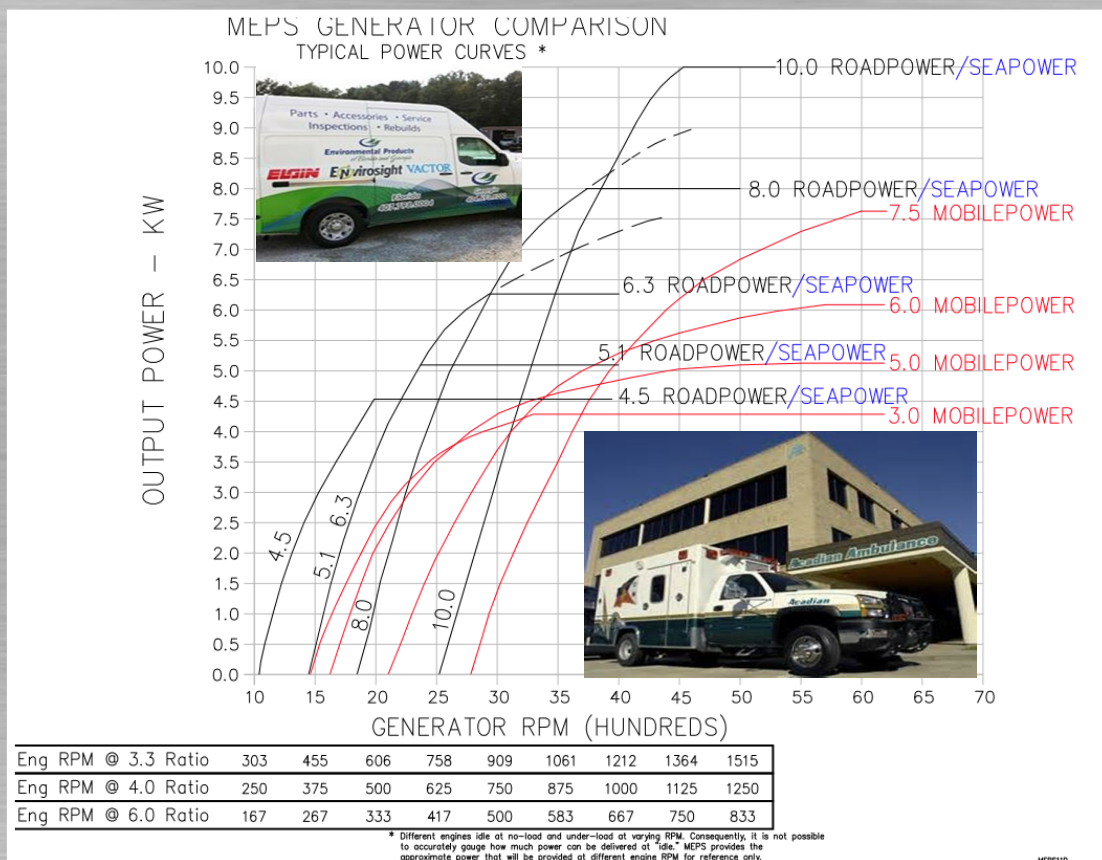 MEPS GENERATOR COMPARISON
TYPICAL POWER CURVES *
OUTPUT POWER – KW
10.0
9.5
9.0
8.5
8.0
7.5
7.0
6.5
6.0
5.5
5.0
4.5
4.0
3.5
3.0
2.5
2.0
1.5
1.0
0.5
0.0
Parts • Accessories • Service
Inspections • Rebuilds
Environmental Products
ELGIN Envirosight VACTOR
10.0 ROADPOWER/SEAPOWER
8.0 ROADPOWER/SEAPOWER
7.5 MOBILEPOWER
6.3 ROADPOWER/SEAPOWER
6.0 MOBILEPOWER
5.1 ROADPOWER/SEAPOWER
5.0 MOBILEPOWER
4.5 ROADPOWER/SEAPOWER
3.0 MOBILEPOWER
4.5
5.1
6.3
8.0
10.0
Acadian Ambulance
Acadian
10 15 20 25 30 35 40 45 50 55 60 65 70
GENERATOR RPM (HUNDREDS)
Eng RPM @ 3.3 Ratio 303 455 606 758 909 1061 1212 1364 1515
Eng RPM @ 4.0 Ratio 250 375 500 625 750 875 1000 1125 1250
Eng RPM @ 6.0 Ratio 167 267 333 417 500 583 667 750 833
* Different engines idle at no-load and under-load at varying RPM. Consequently, it is not possible
to accurately gauge how much power can be delivered at "idle." MEPS provides the
approximate power that will be provided at different engine RPM for reference only.